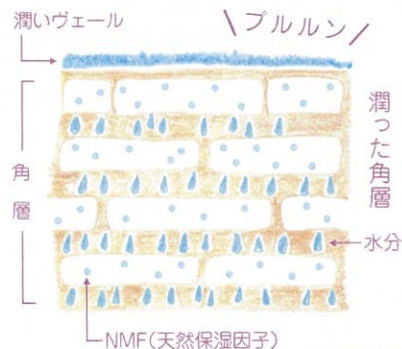 潤いヴェール
プルルン
角層
潤った角層
水分
NMF(天然保湿因子)